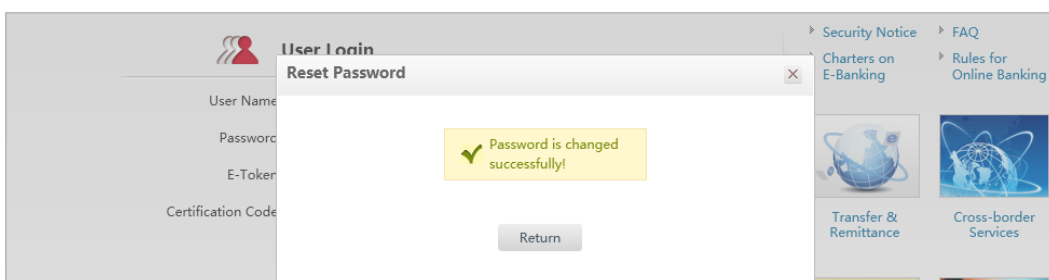 User Login
User Name
Password
E-Token
Certification Code
Reset Password
Password is changed
successfully!
Return
Security Notice
FAQ
Charters on
E-Banking
Rules for
Online Banking
Transfer &
Remittance
Cross-border
Services